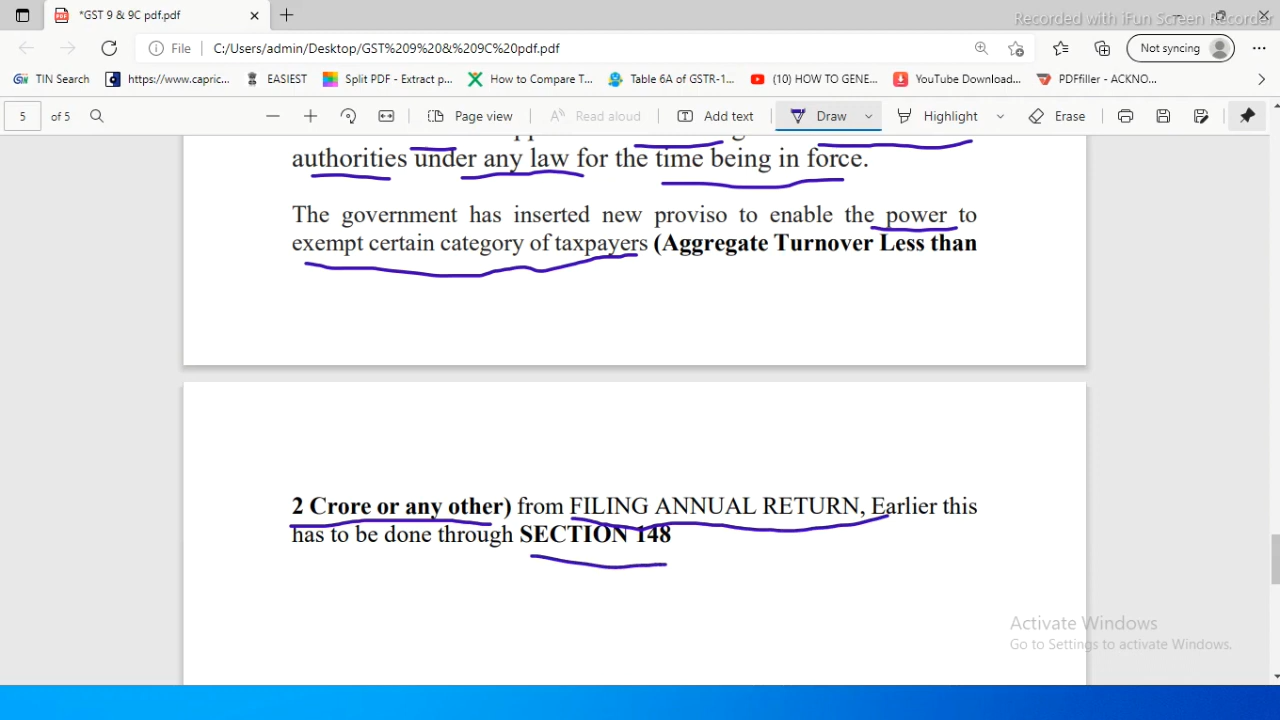 *GST 9 & 9C pdf.pdf
Recorded with iFun Screen Recorder
File C:/Users/admin/Desktop/GST%209%20&%209C%20pdf.pdf
Not syncing
TIN Search https://www.capric... EASIEST Split PDF - Extract p... How to Compare T... Table 6A of GSTR-1... (10) HOW TO GENE... YouTube Download... PDFfiller - ACKNO...
5 of 5 Page view Read aloud Add text Draw Highlight Erase
authorities under any law for the time being in force.
The government has inserted new proviso to enable the power to
exempt certain category of taxpayers (Aggregate Turnover Less than
2 Crore or any other) from FILING ANNUAL RETURN, Earlier this
has to be done through SECTION 148
Activate Windows
Go to Settings to activate Windows.